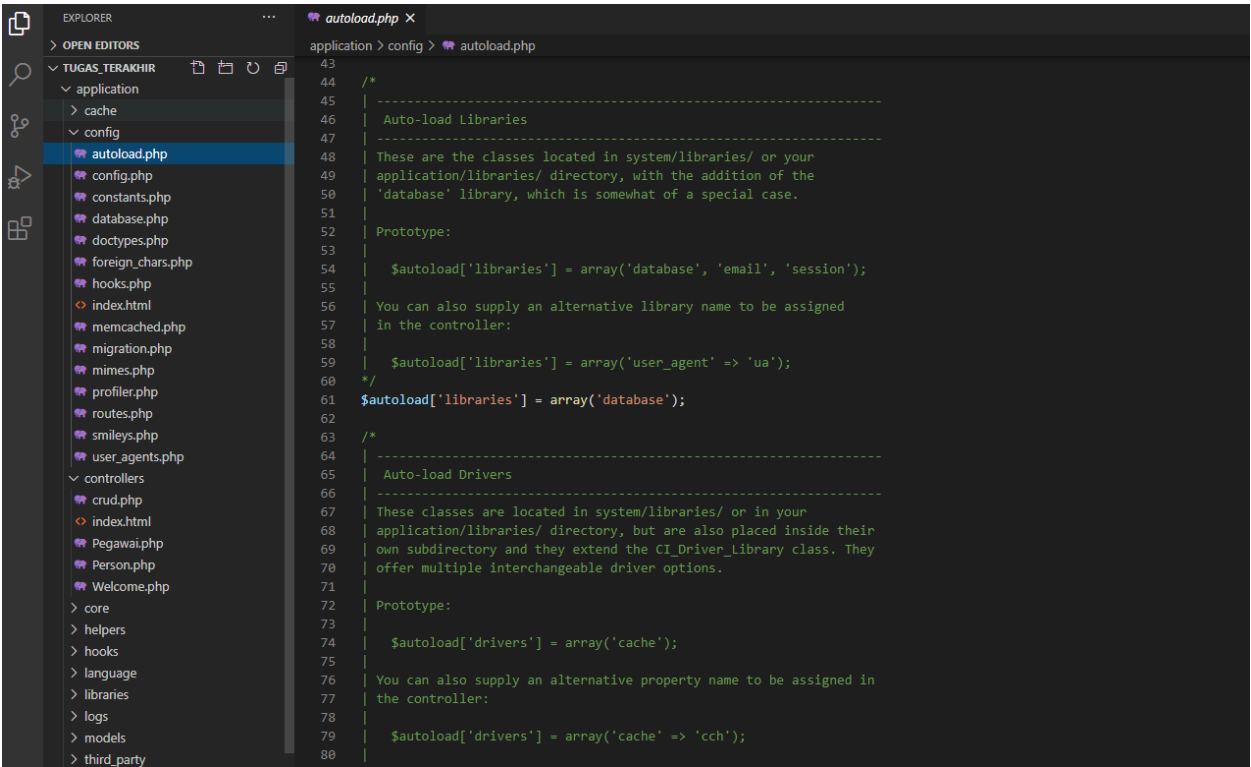 EXPLORER
OPEN EDITORS
TUGAS_TERAKHIR
application
cache
config
autoload.php
config.php
constants.php
database.php
doctypes.php
foreign_chars.php
hooks.php
index.html
memcached.php
migration.php
mimes.php
profiler.php
routes.php
smileys.php
user_agents.php
controllers
crud.php
index.html
Pegawai.php
Person.php
Welcome.php
core
helpers
hooks
language
libraries
logs
models
third_party
autoload.php
application > config > autoload.php
43
44 /*
45 | -------------------------------------------------------------------
46 | Auto-load Libraries
47 | -------------------------------------------------------------------
48 | These are the classes located in system/libraries/ or your
49 | application/libraries/ directory, with the addition of the
50 | 'database' library, which is somewhat of a special case.
51 |
52 | Prototype:
53 |
54 | $autoload['libraries'] = array('database', 'email', 'session');
55 |
56 | You can also supply an alternative library name to be assigned
57 | in the controller:
58 |
59 | $autoload['libraries'] = array('user_agent' => 'ua');
60 */
61 $autoload['libraries'] = array('database');
62
63 /*
64 | -------------------------------------------------------------------
65 | Auto-load Drivers
66 | -------------------------------------------------------------------
67 | These classes are located in system/libraries/ or in your
68 | application/libraries/ directory, but are also placed inside their
69 | own subdirectory and they extend the CI_Driver_Library class. They
70 | offer multiple interchangeable driver options.
71 |
72 | Prototype:
73 |
74 | $autoload['drivers'] = array('cache');
75 |
76 | You can also supply an alternative property name to be assigned in
77 | the controller:
78 |
79 | $autoload['drivers'] = array('cache' => 'cch');
80 |